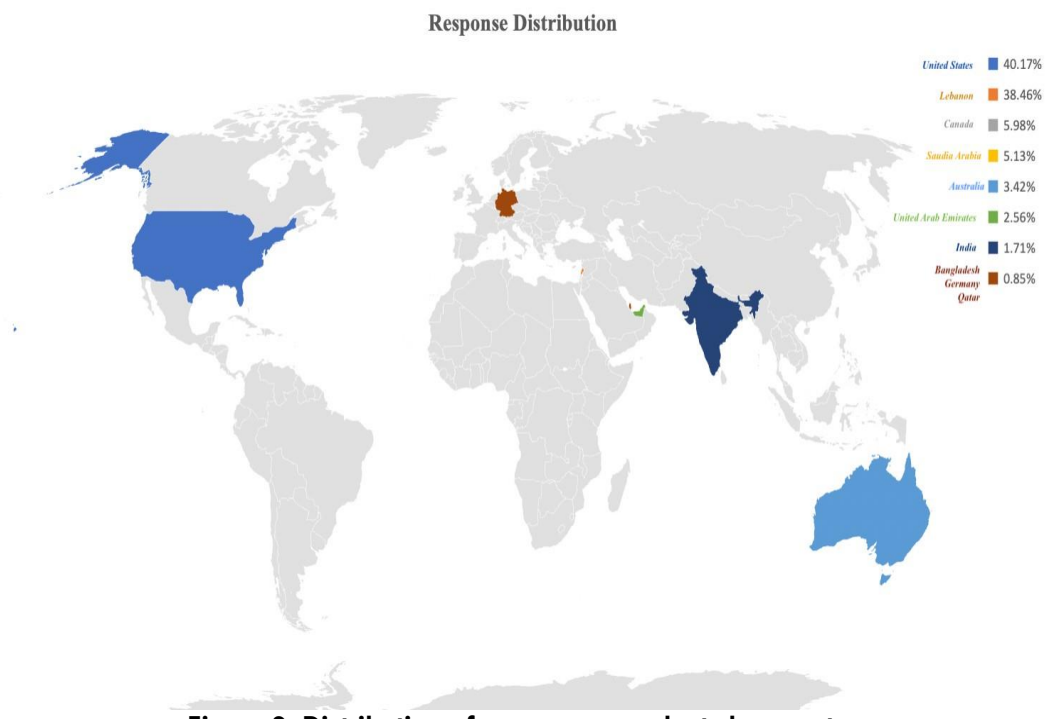 Response Distribution
United States 40.17%
Lebanon 38.46%
Canada 5.98%
Saudia Arabia 5.13%
Australia 3.42%
United Arab Emirates 2.56%
India 1.71%
Bangladesh
Germany 0.85%
Qatar